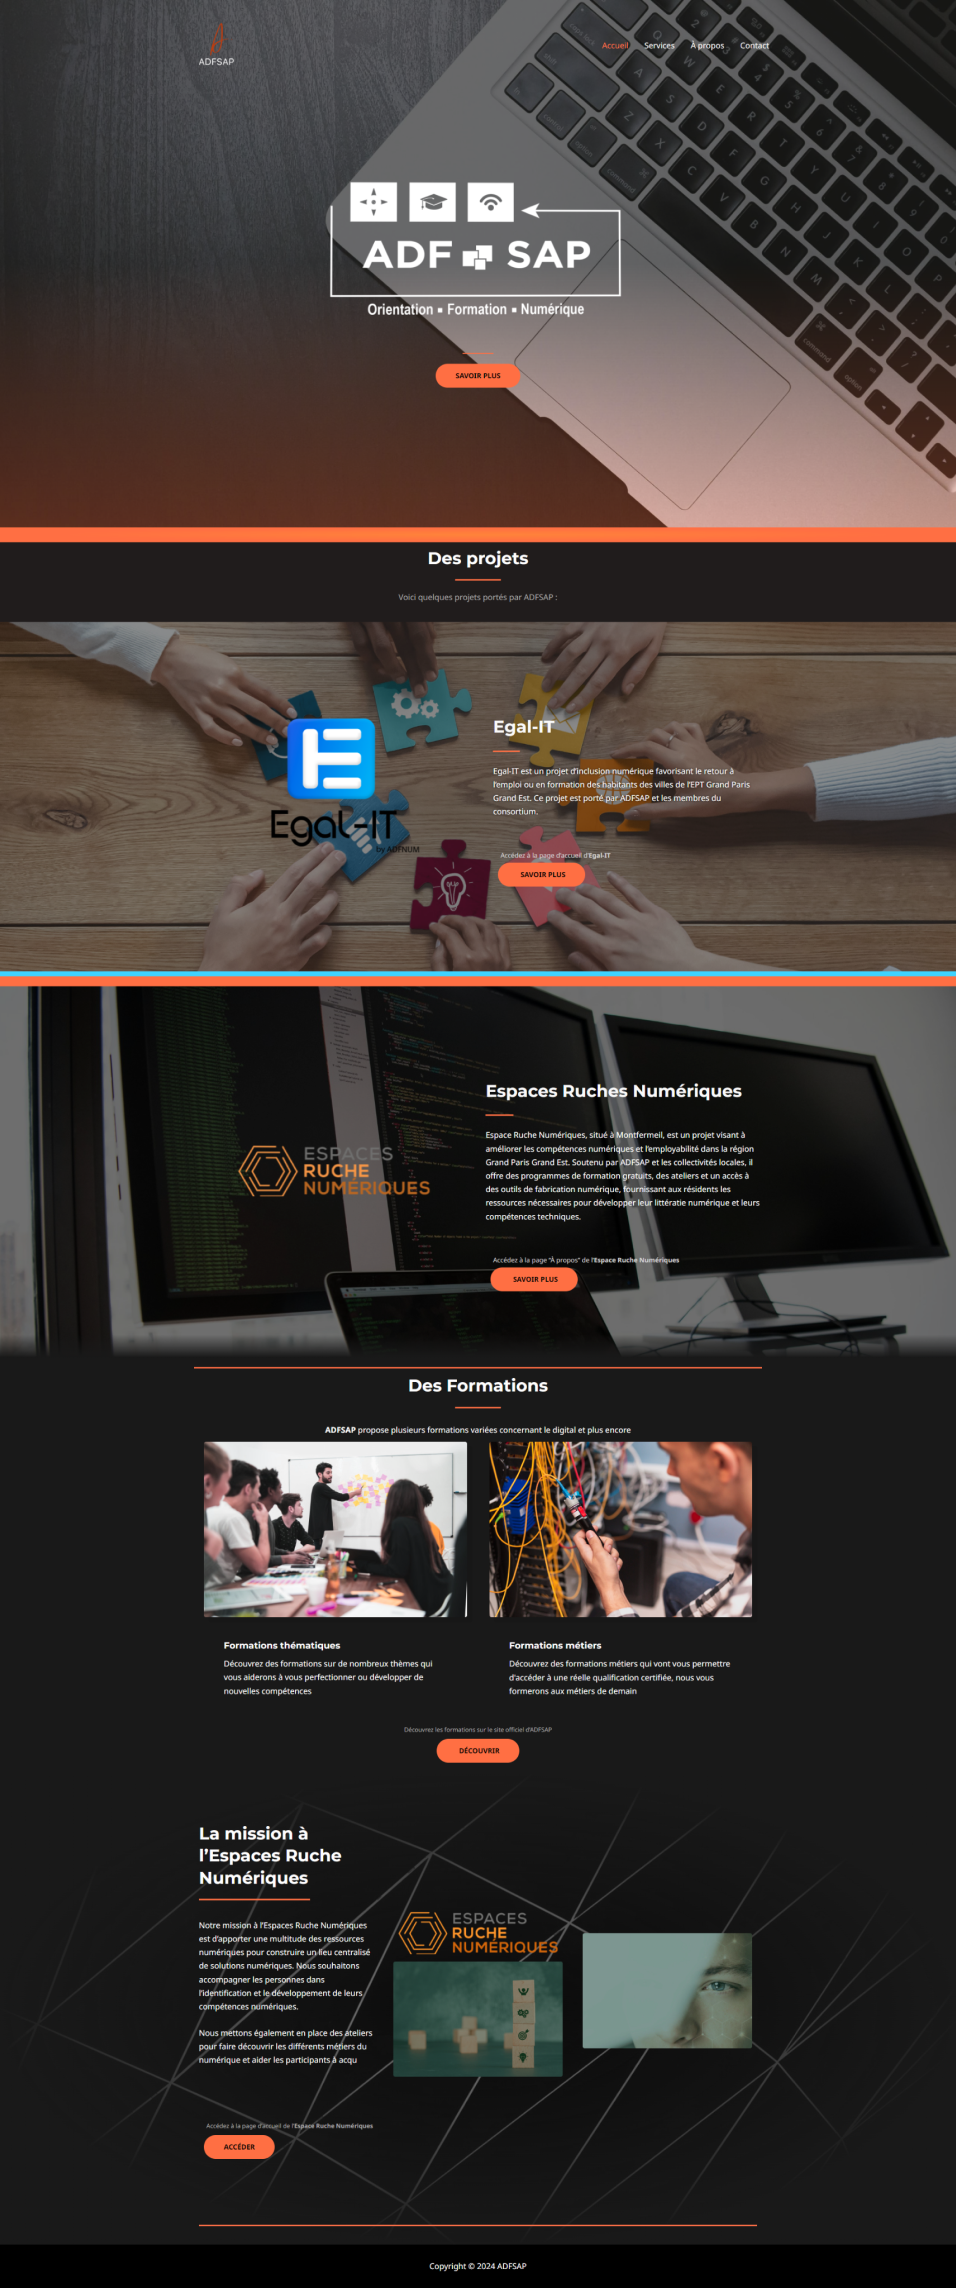 ADFSAP
Accueil Services À propos Contact
ADF SAP
Orientation ▪ Formation ▪ Numérique
SAVOIR PLUS
Des projets
Voici quelques projets portés par ADFSAP :
Egal-IT
by ADFNUM
Egal-IT
Egal-IT est un projet d'inclusion numérique favorisant le retour à
l'emploi ou en formation des habitants des villes de l'EPT Grand Paris
Grand Est. Ce projet est porté par ADFSAP et les membres du
consortium.
Accédez à la page d'accueil d'Egal-IT
SAVOIR PLUS
ESPACES
RUCHE
NUMÉRIQUES
Espaces Ruches Numériques
Espace Ruche Numériques, situé à Montfermeil, est un projet visant à
améliorer les compétences numériques et l'employabilité dans la région
Grand Paris Grand Est. Soutenu par ADFSAP et les collectivités locales, il
offre des programmes de formation gratuits, des ateliers et un accès à
des outils de fabrication numérique, fournissant aux résidents les
ressources nécessaires pour développer leur littératie numérique et leurs
compétences techniques.
Accédez à la page "À propos" de l'Espace Ruche Numériques
SAVOIR PLUS
Des Formations
ADFSAP propose plusieurs formations variées concernant le digital et plus encore
Formations thématiques
Découvrez des formations sur de nombreux thèmes qui
vous aiderons à vous perfectionner ou développer de
nouvelles compétences
Formations métiers
Découvrez des formations métiers qui vont vous permettre
d'accéder à une réelle qualification certifiée, nous vous
formerons aux métiers de demain
Découvrez les formations sur le site officiel d'ADFSAP
DÉCOUVRIR
La mission à
l'Espaces Ruche
Numériques
Notre mission à l'Espaces Ruche Numériques
est d'apporter une multitude des ressources
numériques pour construire un lieu centralisé
de solutions numériques. Nous souhaitons
accompagner les personnes dans
l'identification et le développement de leurs
compétences numériques.
Nous mettons également en place des ateliers
pour faire découvrir les différents métiers du
numérique et aider les participants à acqu
ESPACES
RUCHE
NUMÉRIQUES
Accédez à la page d'accueil de l'Espace Ruche Numériques
ACCÉDER
Copyright © 2024 ADFSAP